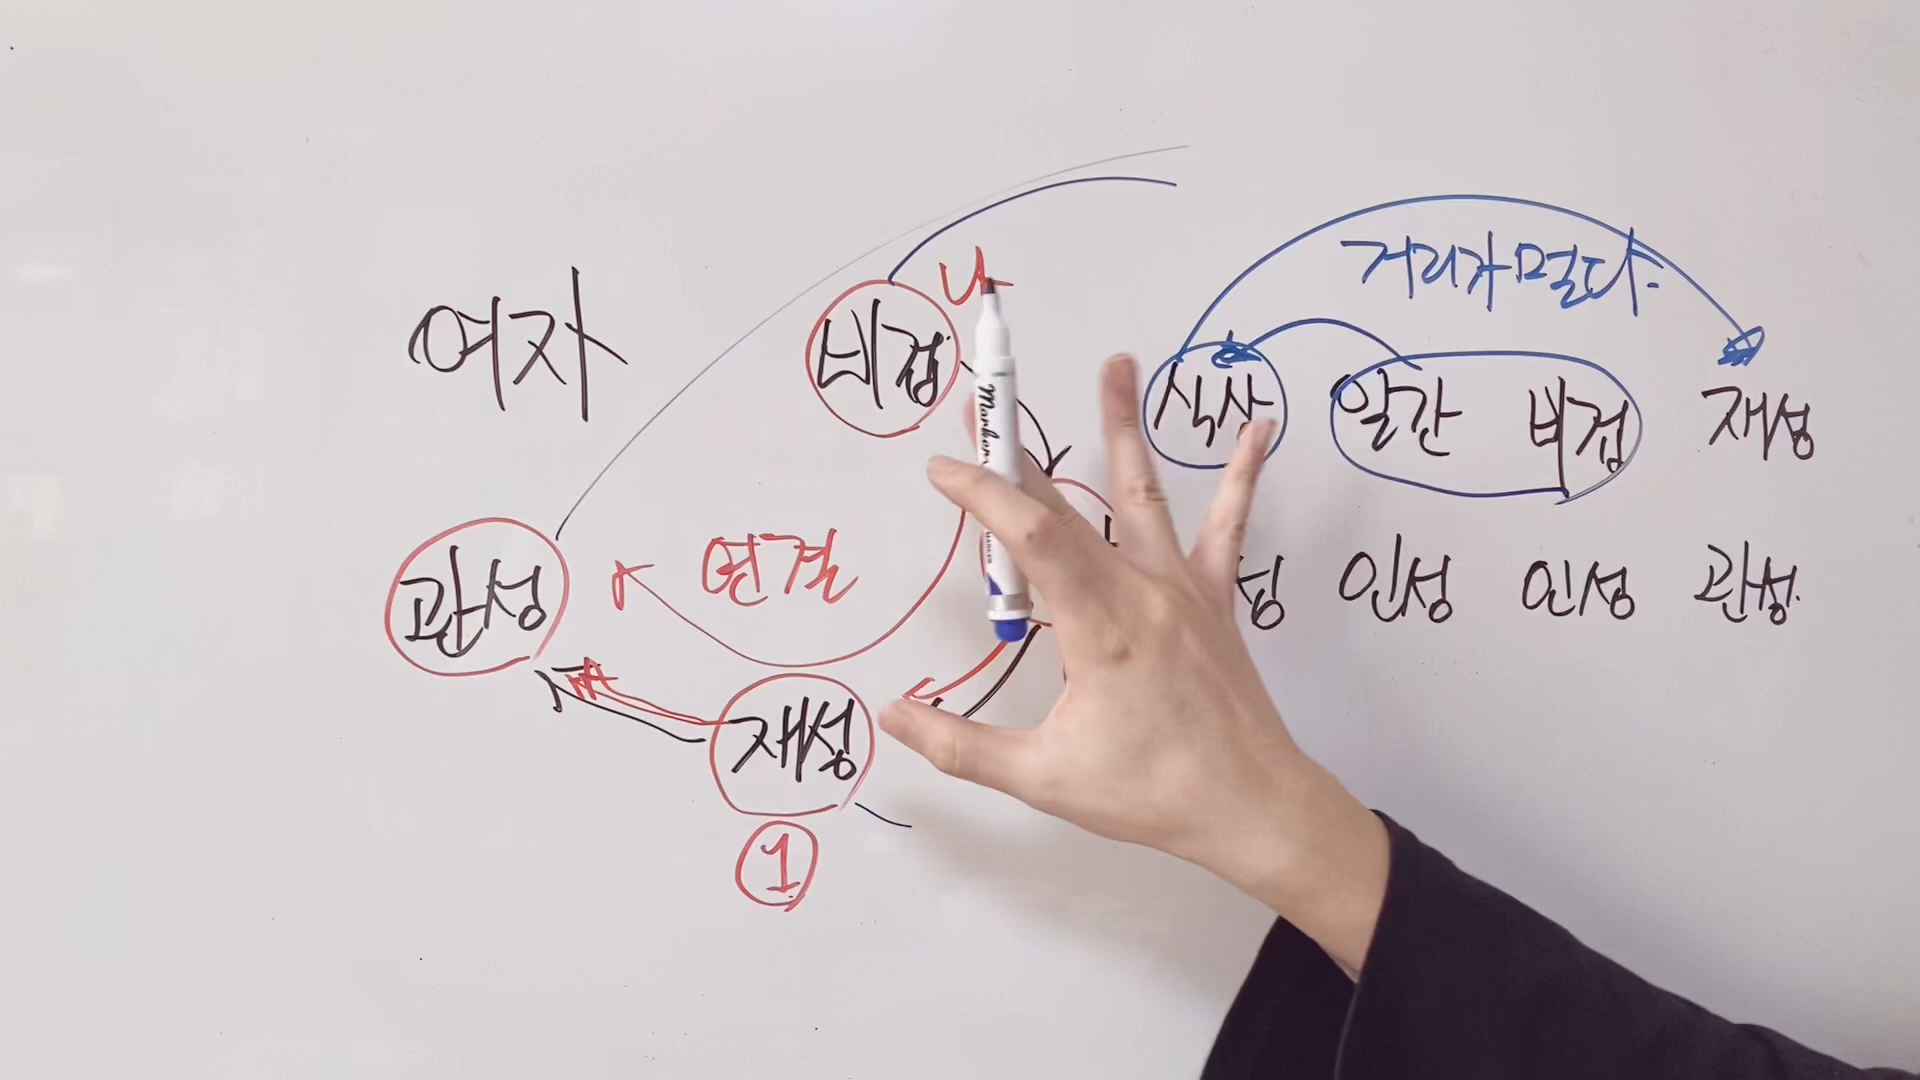 여자
비겁 나
연결
관성
재성
1
거리가 멀다.
식상 일간 비겁 재성
인성 인성 관성
Marker